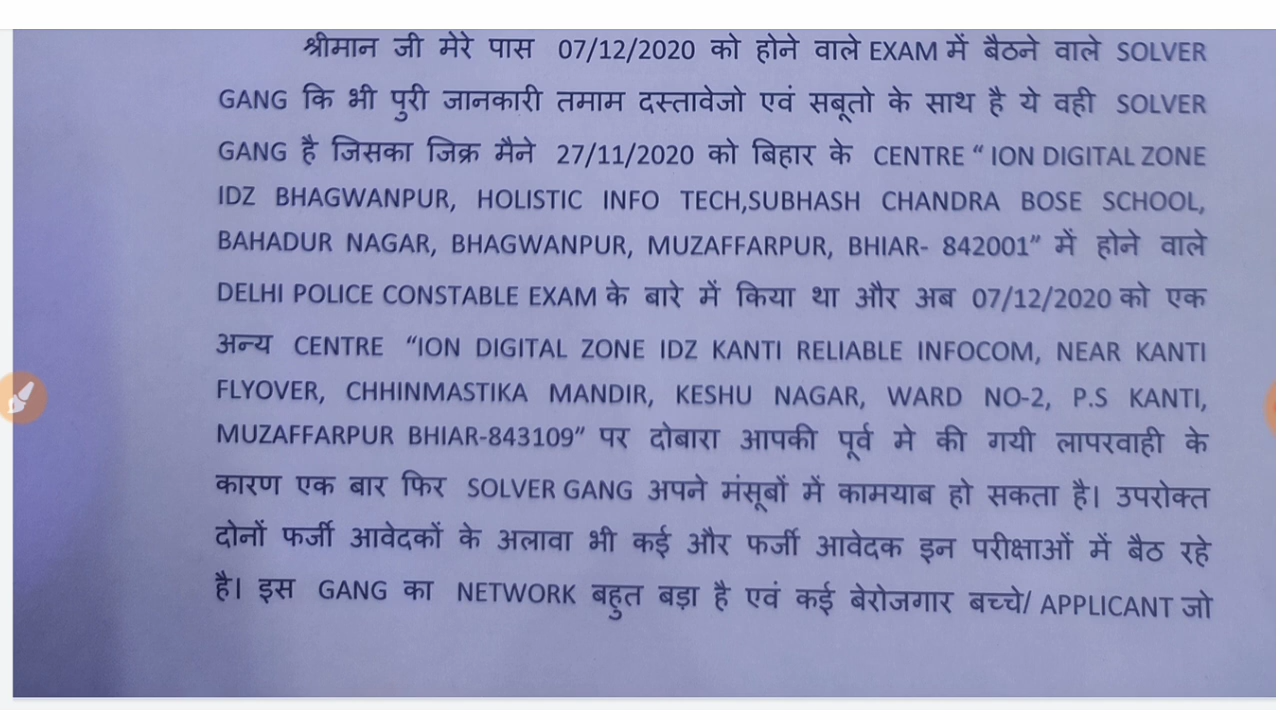 श्रीमान जी मेरे पास 07/12/2020 को होने वाले EXAM में बैठने वाले SOLVER
GANG कि भी पुरी जानकारी तमाम दस्तावेजो एवं सबूतो के साथ है ये वही SOLVER
GANG है जिसका जिक्र मैने 27/11/2020 को बिहार के CENTRE “ ION DIGITAL ZONE
IDZ BHAGWANPUR, HOLISTIC INFO TECH,SUBHASH CHANDRA BOSE SCHOOL,
BAHADUR NAGAR, BHAGWANPUR, MUZAFFARPUR, BHIAR- 842001” में होने वाले
DELHI POLICE CONSTABLE EXAM के बारे में किया था और अब 07/12/2020 को एक
अन्य CENTRE “ION DIGITAL ZONE IDZ KANTI RELIABLE INFOCOM, NEAR KANTI
FLYOVER, CHHINMASTIKA MANDIR, KESHU NAGAR, WARD NO-2, P.S KANTI,
MUZAFFARPUR BHIAR-843109” पर दोबारा आपकी पूर्व मे की गयी लापरवाही के
कारण एक बार फिर SOLVER GANG अपने मंसूबों में कामयाब हो सकता है। उपरोक्त
दोनों फर्जी आवेदकों के अलावा भी कई और फर्जी आवेदक इन परीक्षाओं में बैठ रहे
है। इस GANG का NETWORK बहुत बड़ा है एवं कई बेरोजगार बच्चे/ APPLICANT जो